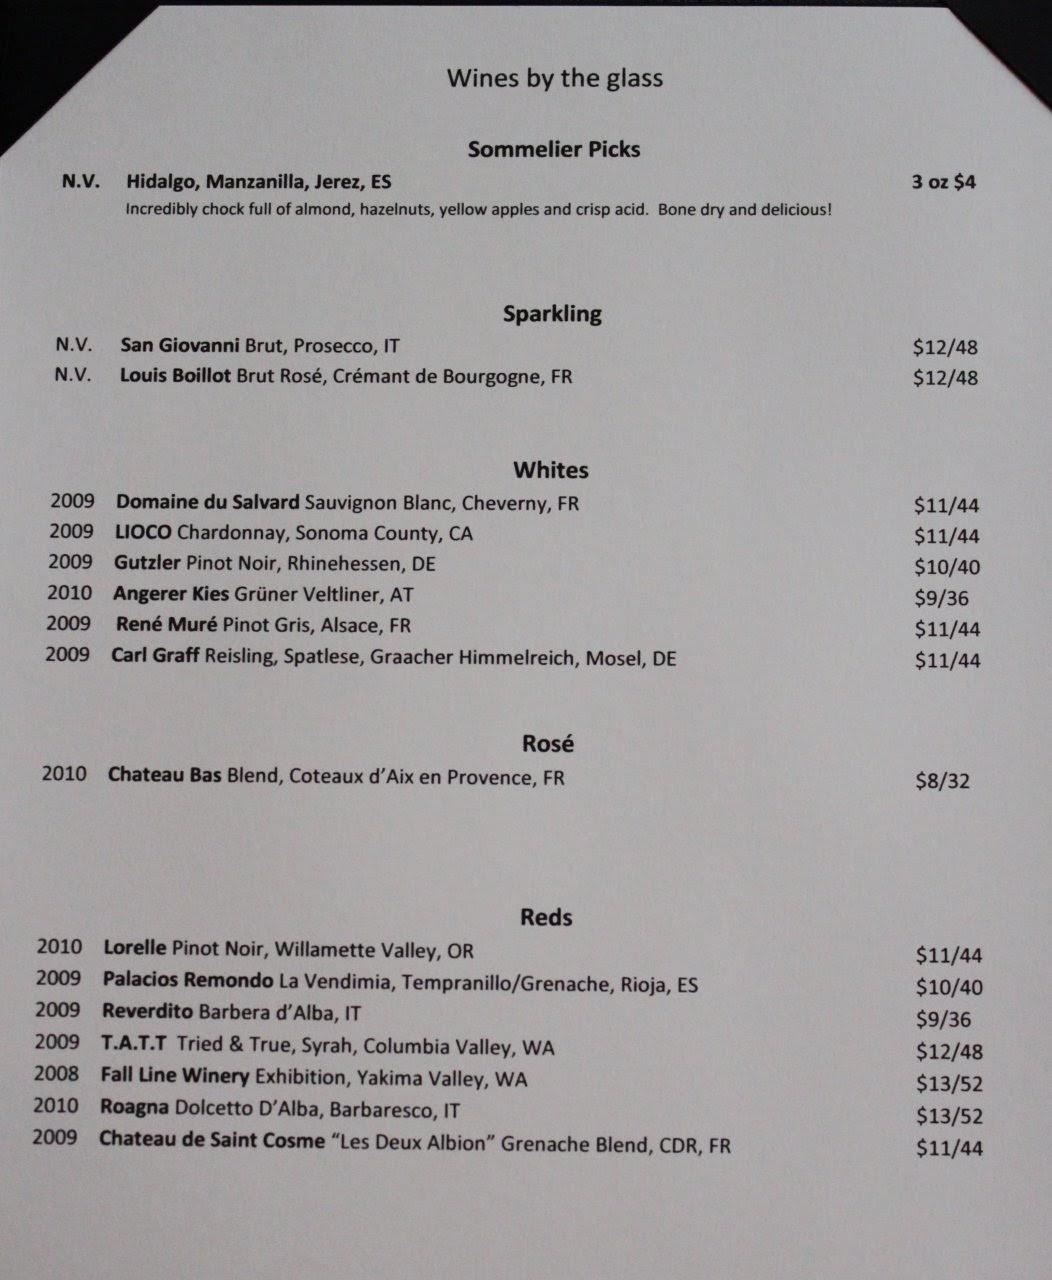 Wines by the glass
Sommelier Picks
N.V. Hidalgo, Manzanilla, Jerez, ES 3 oz $4
Incredibly chock full of almond, hazelnuts, yellow apples and crisp acid. Bone dry and delicious!
Sparkling
N.V. San Giovanni Brut, Prosecco, IT $12/48
N.V. Louis Boillot Brut Rosé, Crémant de Bourgogne, FR $12/48
Whites
2009 Domaine du Salvard Sauvignon Blanc, Cheverny, FR $11/44
2009 LIOCO Chardonnay, Sonoma County, CA $11/44
2009 Gutzler Pinot Noir, Rhinehessen, DE $10/40
2010 Angerer Kies Grüner Veltliner, AT $9/36
2009 René Muré Pinot Gris, Alsace, FR $11/44
2009 Carl Graff Reisling, Spatlese, Graacher Himmelreich, Mosel, DE $11/44
Rosé
2010 Chateau Bas Blend, Coteaux d'Aix en Provence, FR $8/32
Reds
2010 Lorelle Pinot Noir, Willamette Valley, OR $11/44
2009 Palacios Remondo La Vendimia, Tempranillo/Grenache, Rioja, ES $10/40
2009 Reverdito Barbera d'Alba, IT $9/36
2009 T.A.T.T Tried & True, Syrah, Columbia Valley, WA $12/48
2008 Fall Line Winery Exhibition, Yakima Valley, WA $13/52
2010 Roagna Dolcetto D'Alba, Barbaresco, IT $13/52
2009 Chateau de Saint Cosme “Les Deux Albion” Grenache Blend, CDR, FR $11/44